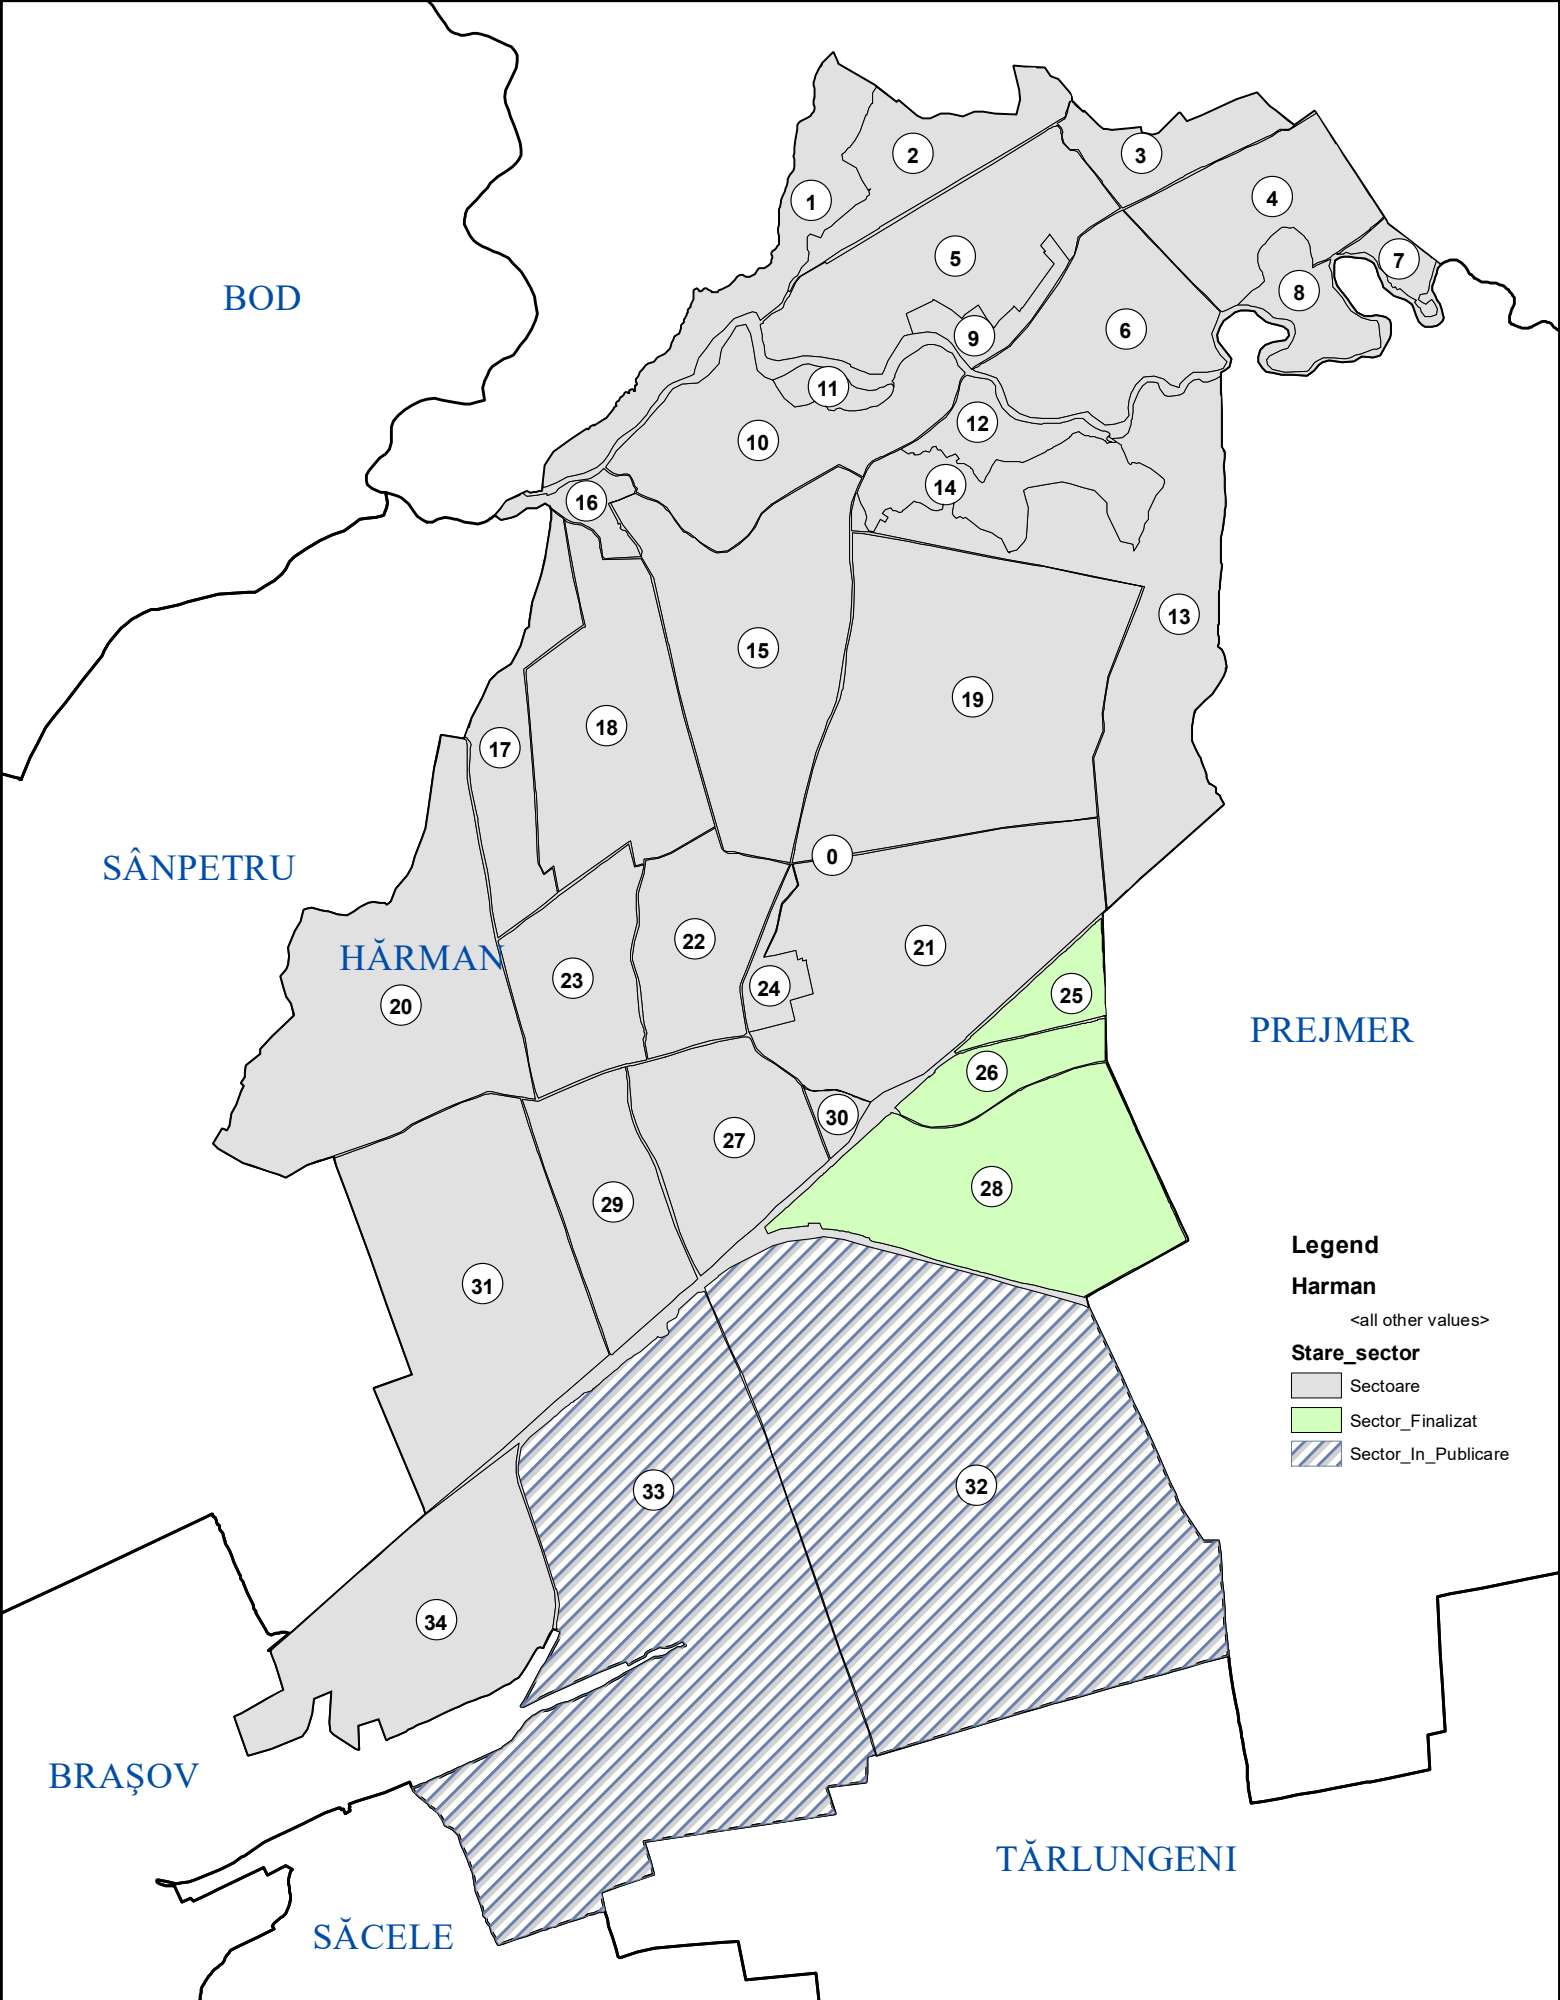 2
3
1
4
5
7
8
BOD
6
9
11
12
10
14
16
13
15
19
18
17
0
SÂNPETRU
22
21
HĂRMAN
23
24
25
20
PREJMER
26
30
27
28
29
31
Legend
Harman
<all other values>
Stare_sector
Sectoare
Sector_Finalizat
Sector_In_Publicare
32
33
34
BRAŞOV
TĂRLUNGENI
SĂCELE